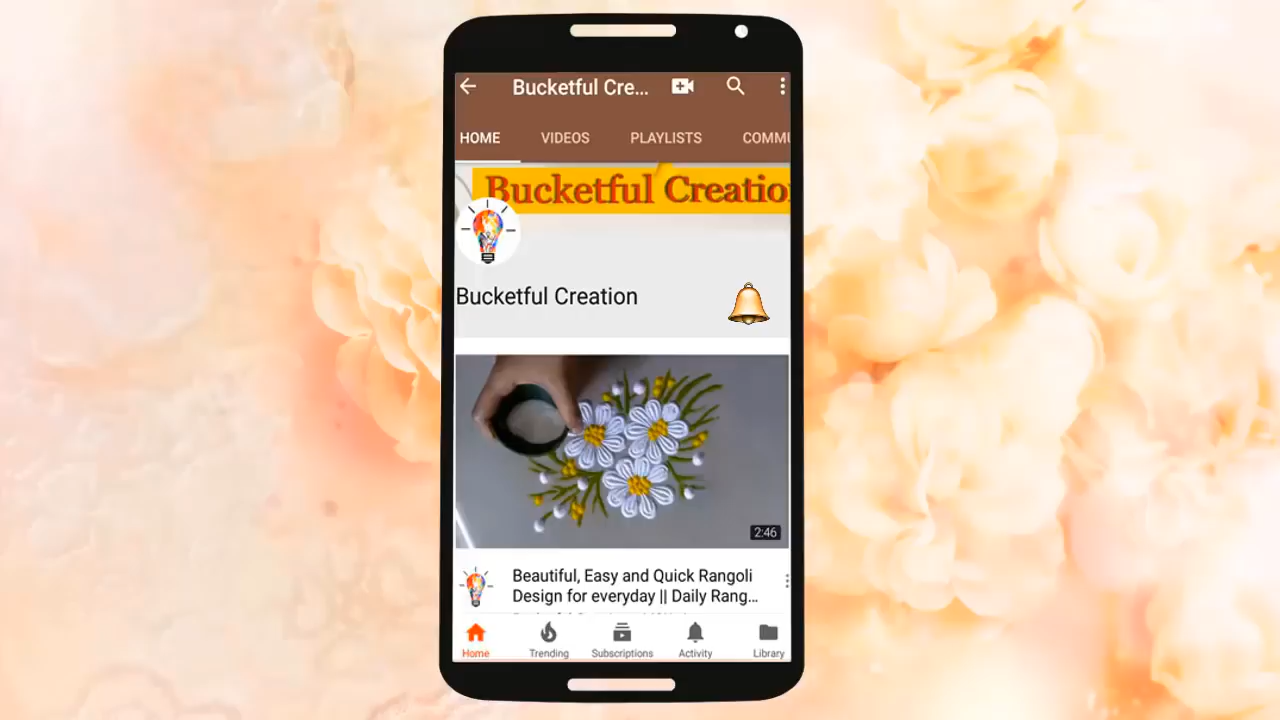 Bucketful Cre...
HOME VIDEOS PLAYLISTS COMMU
Bucketful Creation
Bucketful Creation
2:46
Beautiful, Easy and Quick Rangoli
Design for everyday || Daily Rang...
Home Trending Subscriptions Activity Library